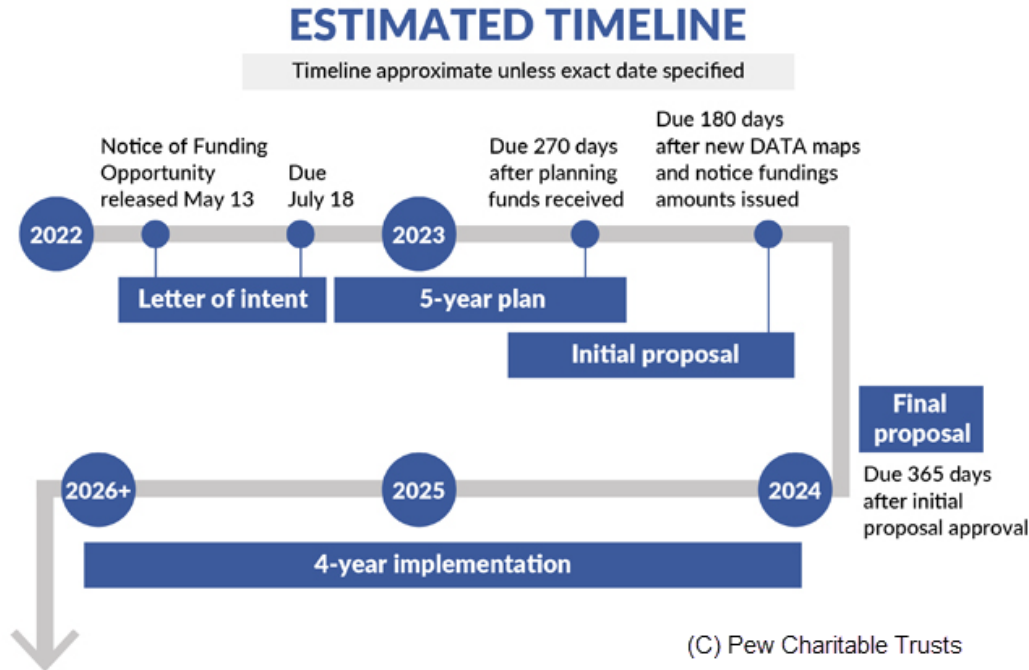 ESTIMATED TIMELINE
Timeline approximate unless exact date specified
Notice of Funding
Opportunity
released May 13
Due
July 18
Due 270 days
after planning
funds received
Due 180 days
after new DATA maps
and notice fundings
amounts issued
2022
2023
Letter of intent
5-year plan
Initial proposal
Final
proposal
Due 365 days
after initial
proposal approval
2024
2025
2026+
4-year implementation
(C) Pew Charitable Trusts